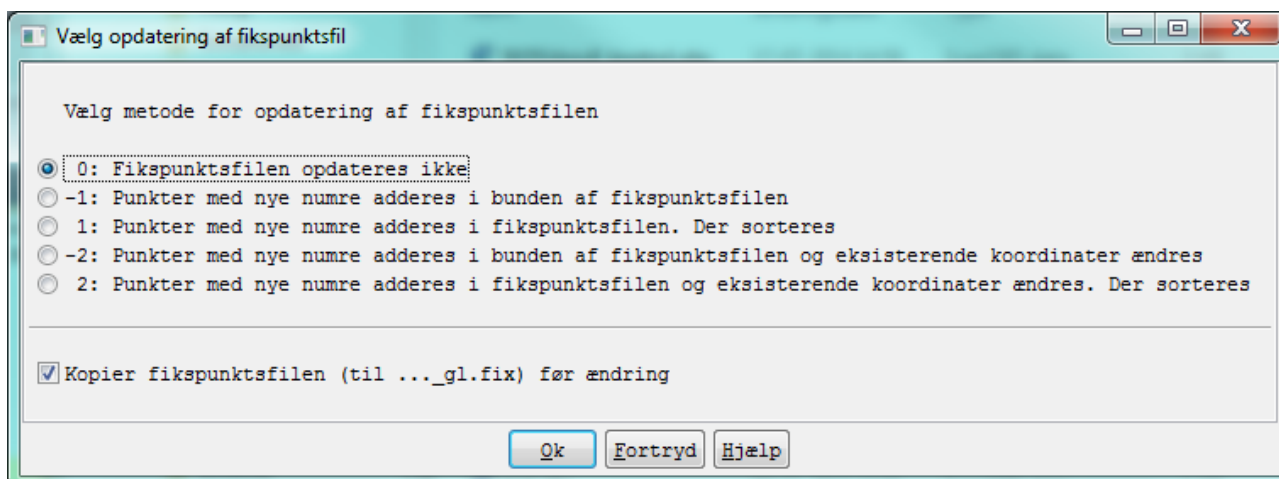 Vælg opdatering af fikspunktsfil
Vælg metode for opdatering af fikspunktsfilen
0: Fikspunktsfilen opdateres ikke
-1: Punkter med nye numre adderes i bunden af fikspunktsfilen
1: Punkter med nye numre adderes i fikspunktsfilen. Der sorteres
-2: Punkter med nye numre adderes i bunden af fikspunktsfilen og eksisterende koordinater ændres
2: Punkter med nye numre adderes i fikspunktsfilen og eksisterende koordinater ændres. Der sorteres
Kopier fikspunktsfilen (til ..._gl.fix) før ændring
Ok Fortryd Hjælp